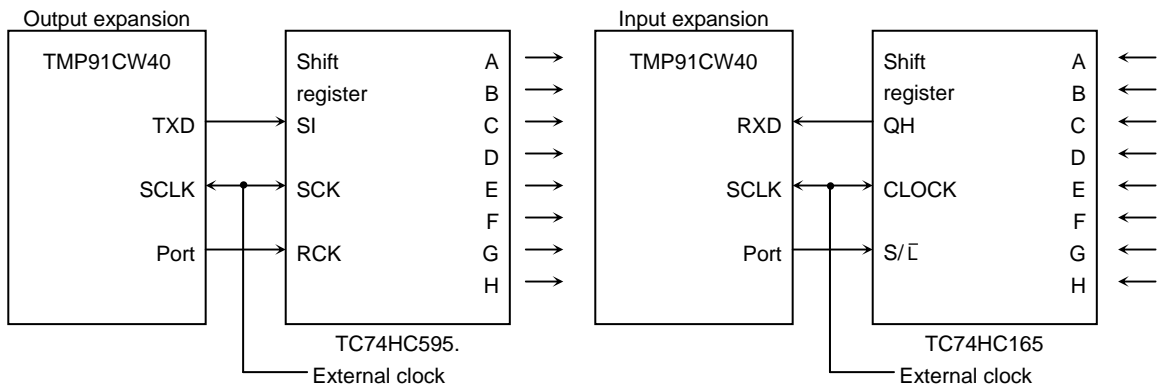 Output expansion
TMP91CW40
TXD
SCLK
Port
Shift
register
SI
SCK
RCK
A
B
C
D
E
F
G
H
TC74HC595.
External clock
Input expansion
TMP91CW40
RXD
SCLK
Port
Shift
register
QH
CLOCK
S/L̅
A
B
C
D
E
F
G
H
TC74HC165
External clock